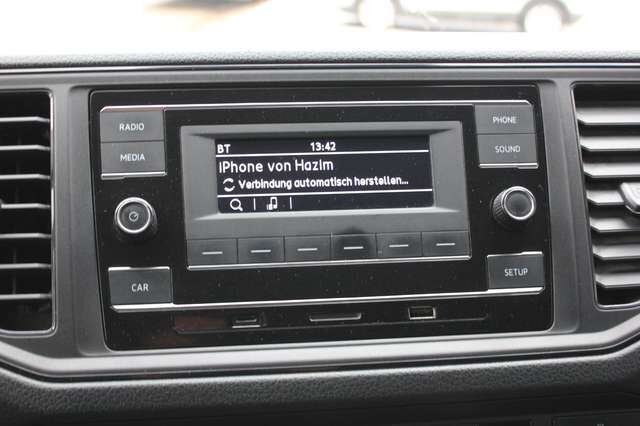 RADIO
MEDIA
BT 13:42
iPhone von Hazim
Verbindung automatisch herstellen...
PHONE
SOUND
CAR
SETUP